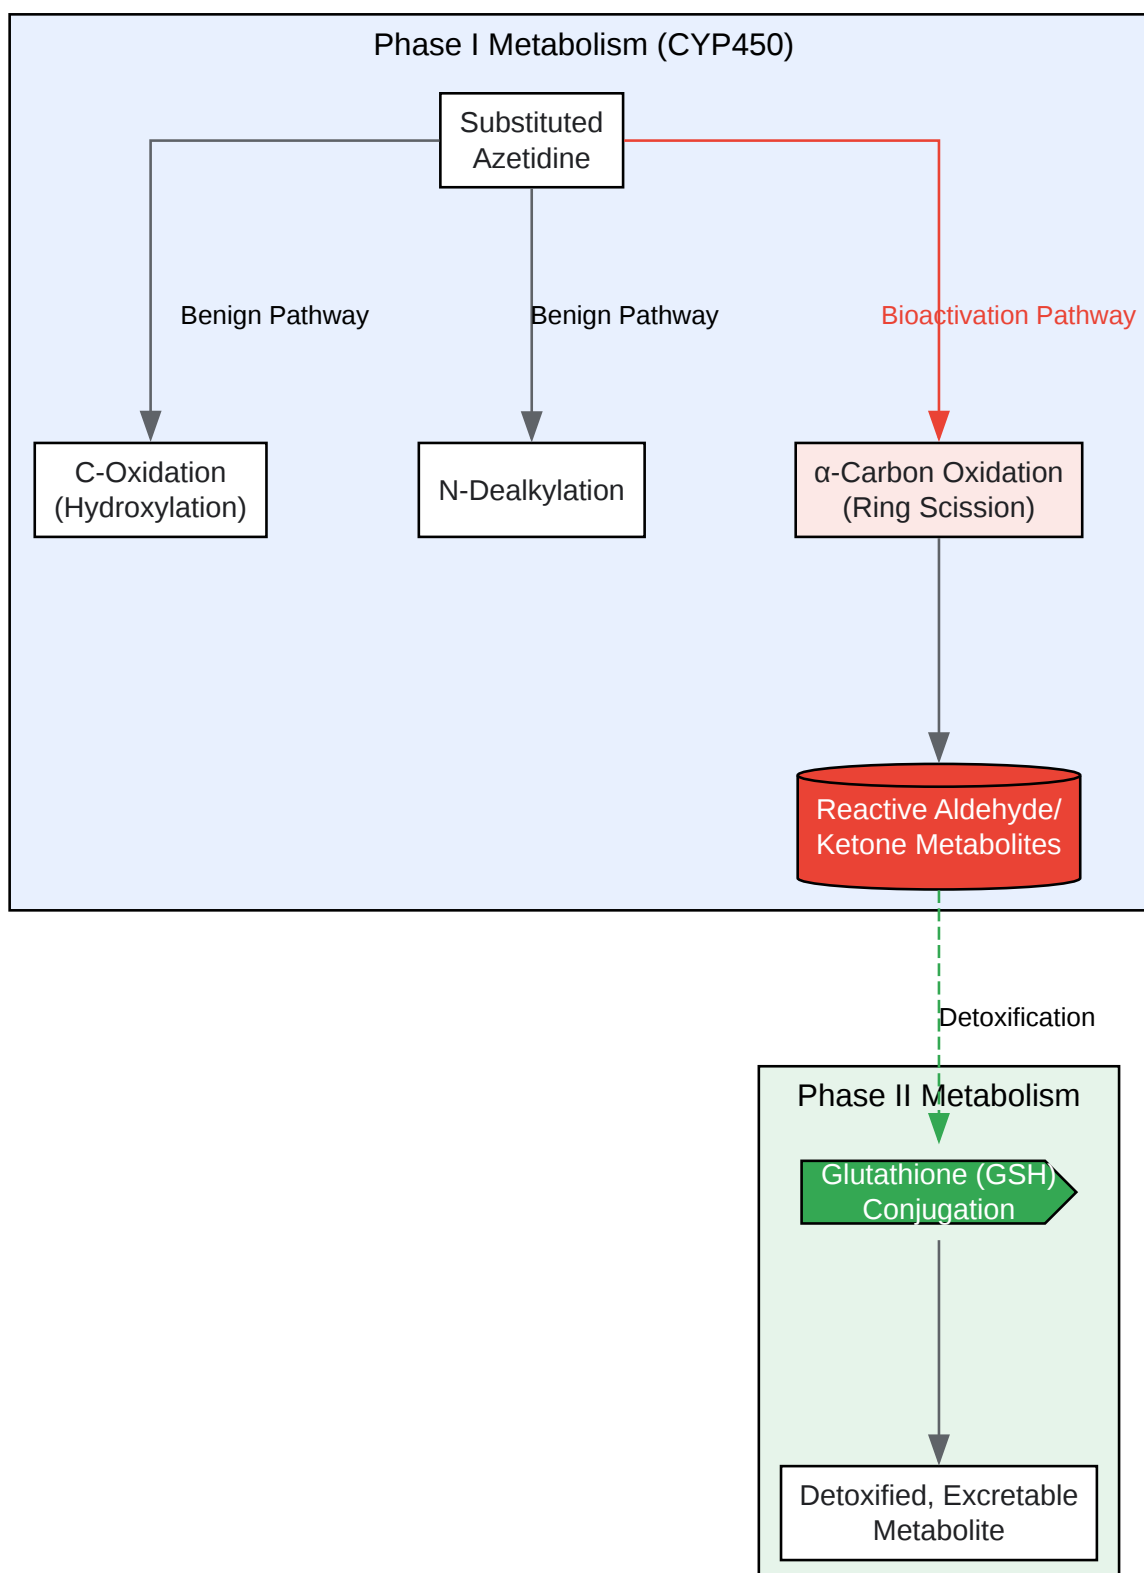 Phase I Metabolism (CYP450)
Substituted
Azetidine
Benign Pathway
Benign Pathway
Bioactivation Pathway
C-Oxidation
(Hydroxylation)
N-Dealkylation
α-Carbon Oxidation
(Ring Scission)
Reactive Aldehyde/
Ketone Metabolites
Detoxification
Phase II Metabolism
Glutathione (GSH)
Conjugation
Detoxified, Excretable
Metabolite